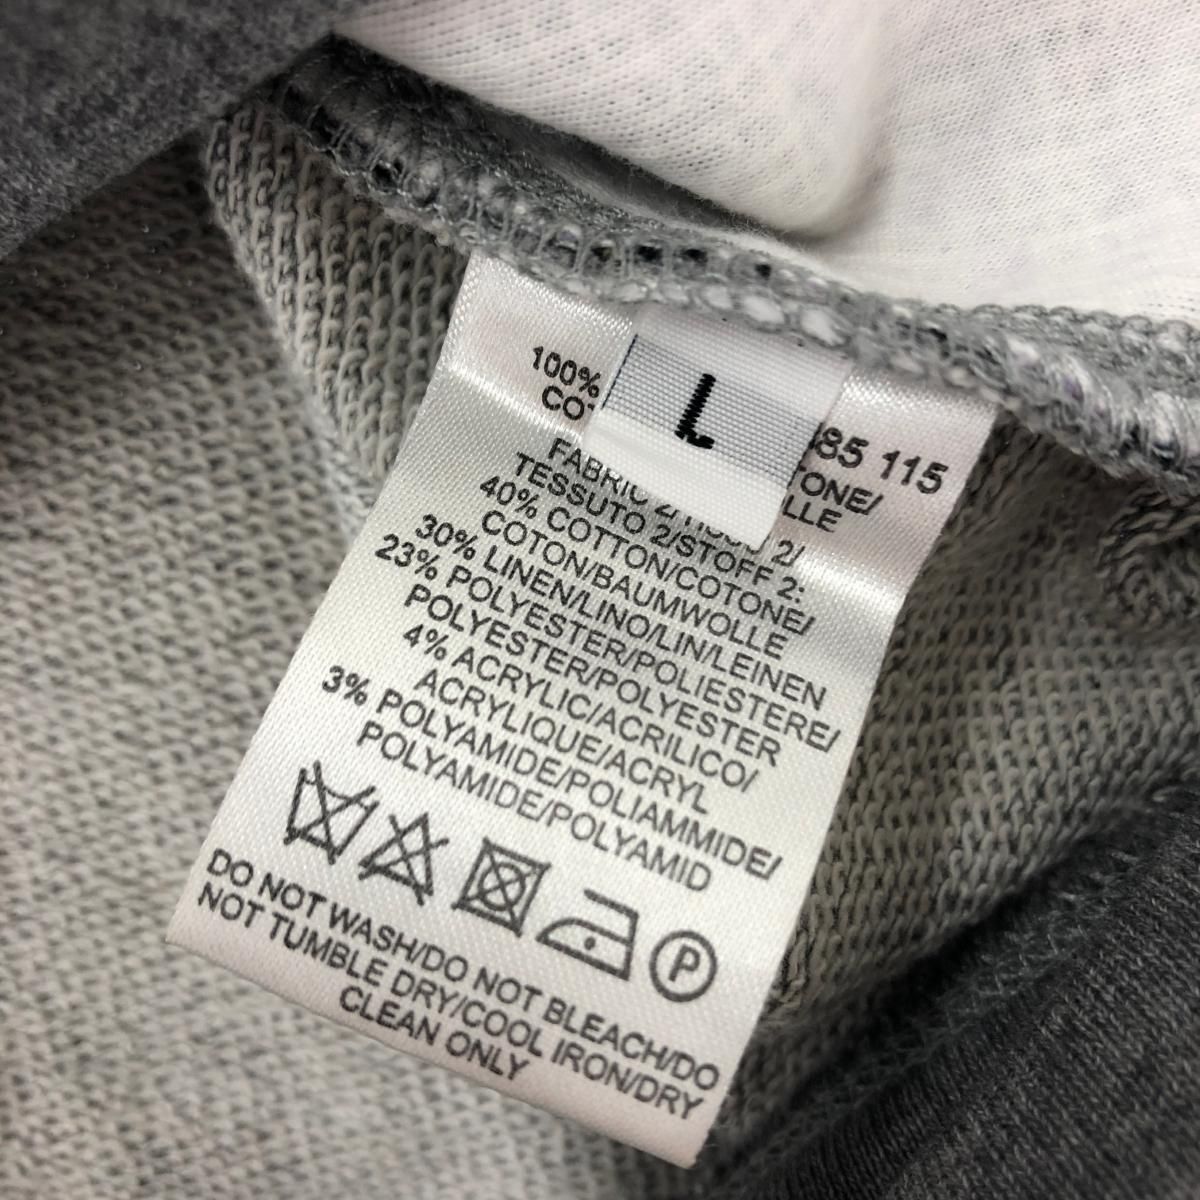 L
85 115
100%
FABRIC 2/
TESSUTO 2/STOFF 2:
40% COTTON/COTONE/
COTON/BAUMWOLLE
30% LINEN/LINO/LIN/LEINEN
23% POLYESTER/POLIESTERE/
POLYESTER/POLYESTER
4% ACRYLIC/ACRILICO/
ACRYLIQUE/ACRYL
3% POLYAMIDE/POLIAMMIDE/
POLYAMIDE/POLYAMID
P
DO NOT WASH/DO NOT BLEACH/DO
NOT TUMBLE DRY/COOL IRON/DRY
CLEAN ONLY